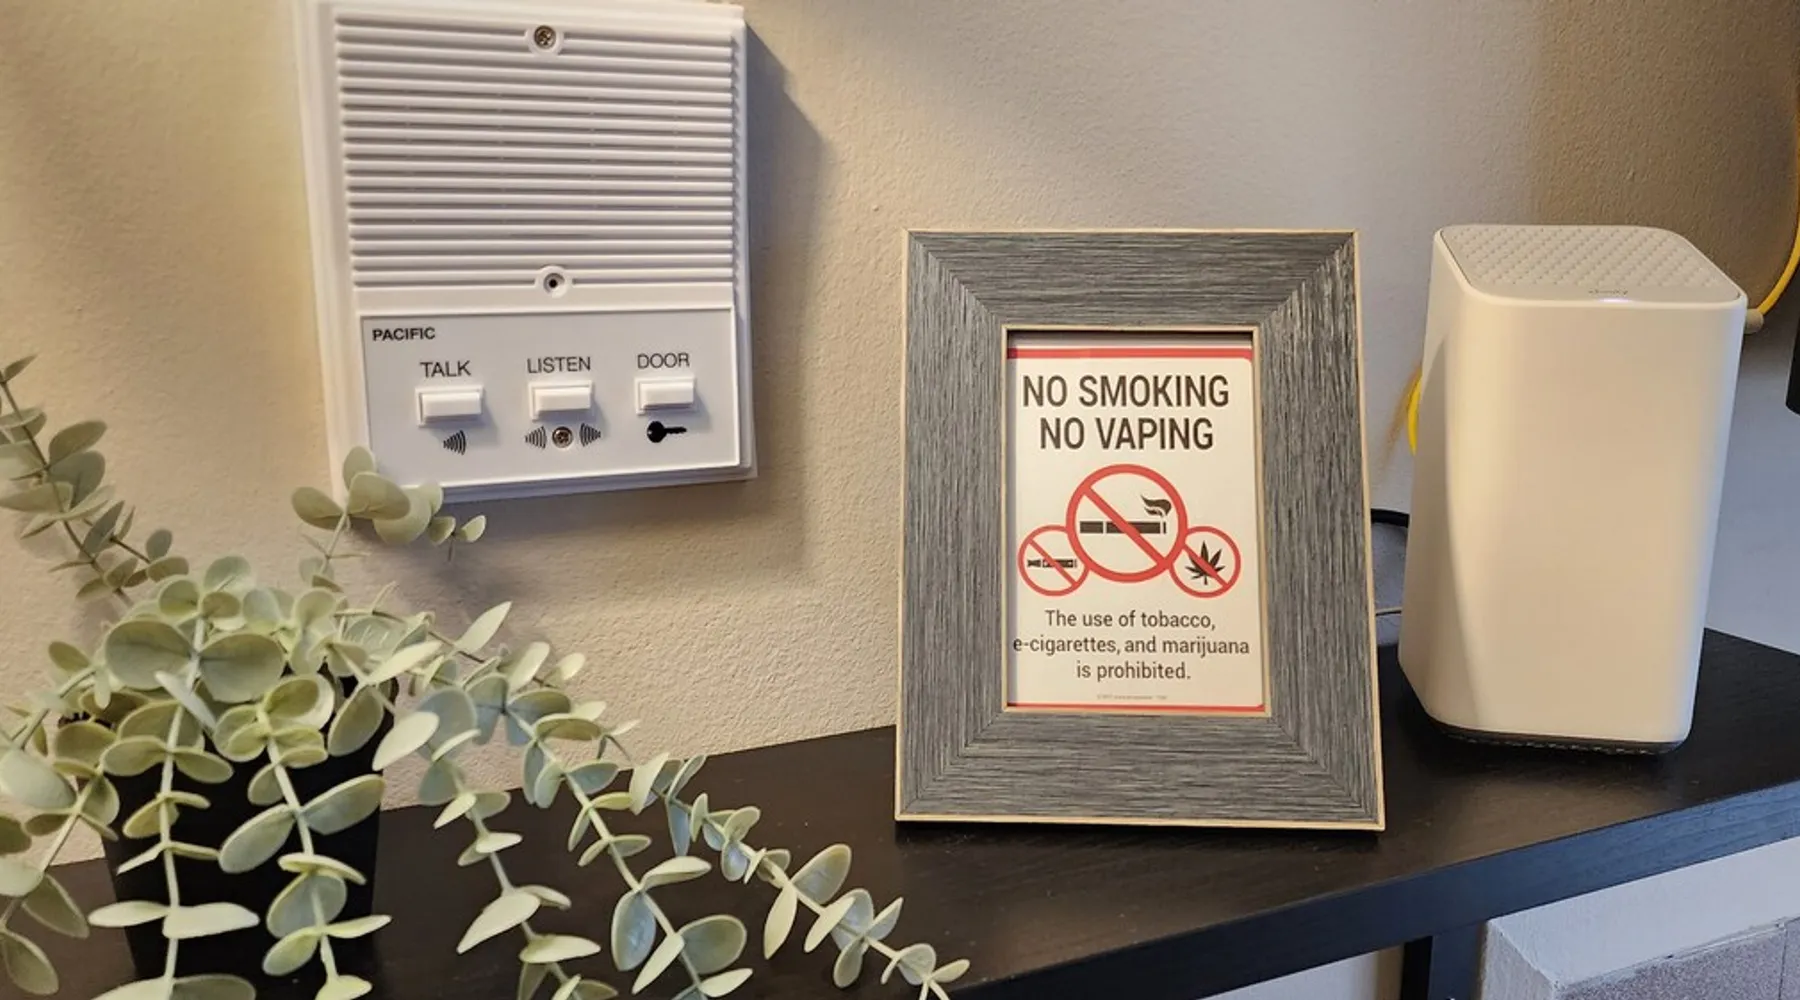 PACIFIC
TALK LISTEN DOOR
NO SMOKING
NO VAPING
The use of tobacco,
e-cigarettes, and marijuana
is prohibited.